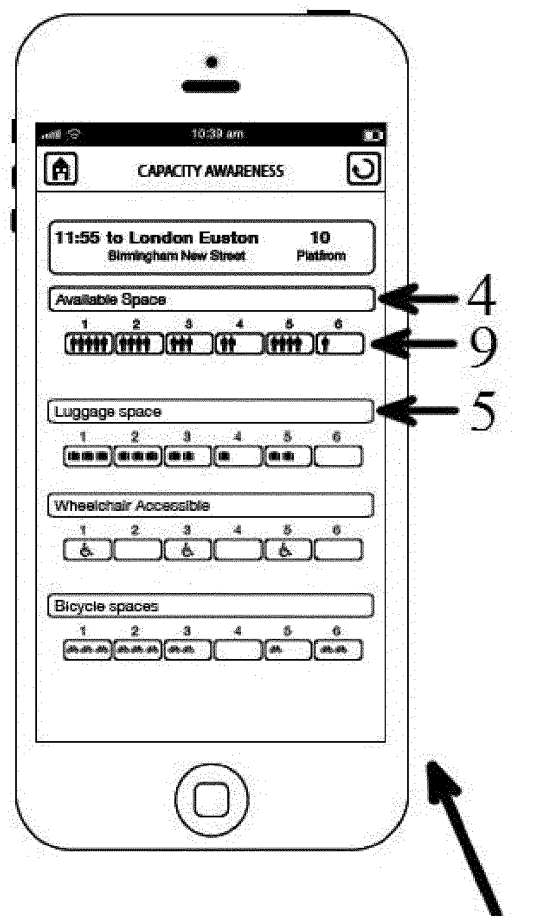 10:39 am
CAPACITY AWARENESS
11:55 to London Euston 10
Birmingham New Street Platfrom
Available Space
4
1 2 3 4 5 6
9
Luggage space
5
1 2 3 4 5 6
Wheelchair Accessible
1 2 3 4 5 6
Bicycle spaces
1 2 3 4 5 6